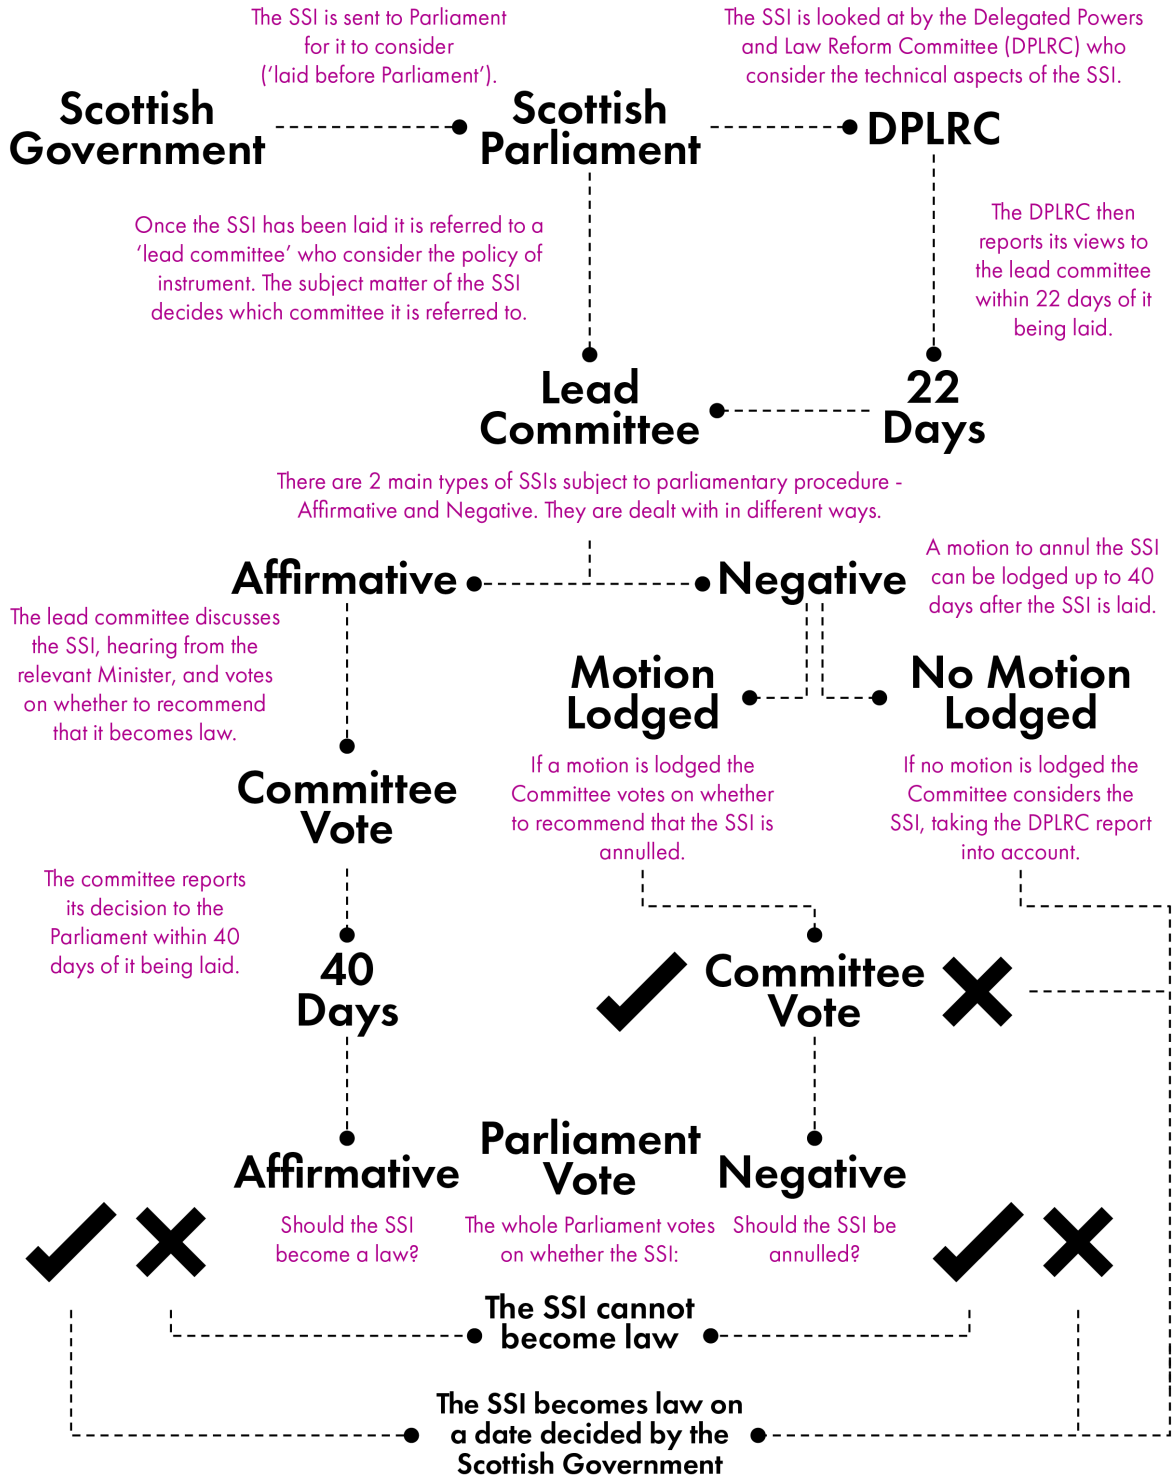 The SSI is sent to Parliament
for it to consider
(‘laid before Parliament’).
The SSI is looked at by the Delegated Powers
and Law Reform Committee (DPLRC) who
consider the technical aspects of the SSI.
Scottish
Government
Scottish
Parliament
DPLRC
Once the SSI has been laid it is referred to a
‘lead committee’ who consider the policy of
instrument. The subject matter of the SSI
decides which committee it is referred to.
The DPLRC then
reports its views to
the lead committee
within 22 days of it
being laid.
Lead
Committee
22
Days
There are 2 main types of SSIs subject to parliamentary procedure -
Affirmative and Negative. They are dealt with in different ways.
Affirmative
Negative
A motion to annul the SSI
can be lodged up to 40
days after the SSI is laid.
The lead committee discusses
the SSI, hearing from the
relevant Minister, and votes
on whether to recommend
that it becomes law.
Motion
Lodged
No Motion
Lodged
If a motion is lodged the
Committee votes on whether
to recommend that the SSI is
annulled.
If no motion is lodged the
Committee considers the
SSI, taking the DPLRC report
into account.
Committee
Vote
The committee reports
its decision to the
Parliament within 40
days of it being laid.
40
Days
Committee
Vote
Affirmative
Parliament
Vote
Negative
Should the SSI
become a law?
The whole Parliament votes
on whether the SSI:
Should the SSI be
annulled?
The SSI cannot
become law
The SSI becomes law on
a date decided by the
Scottish Government